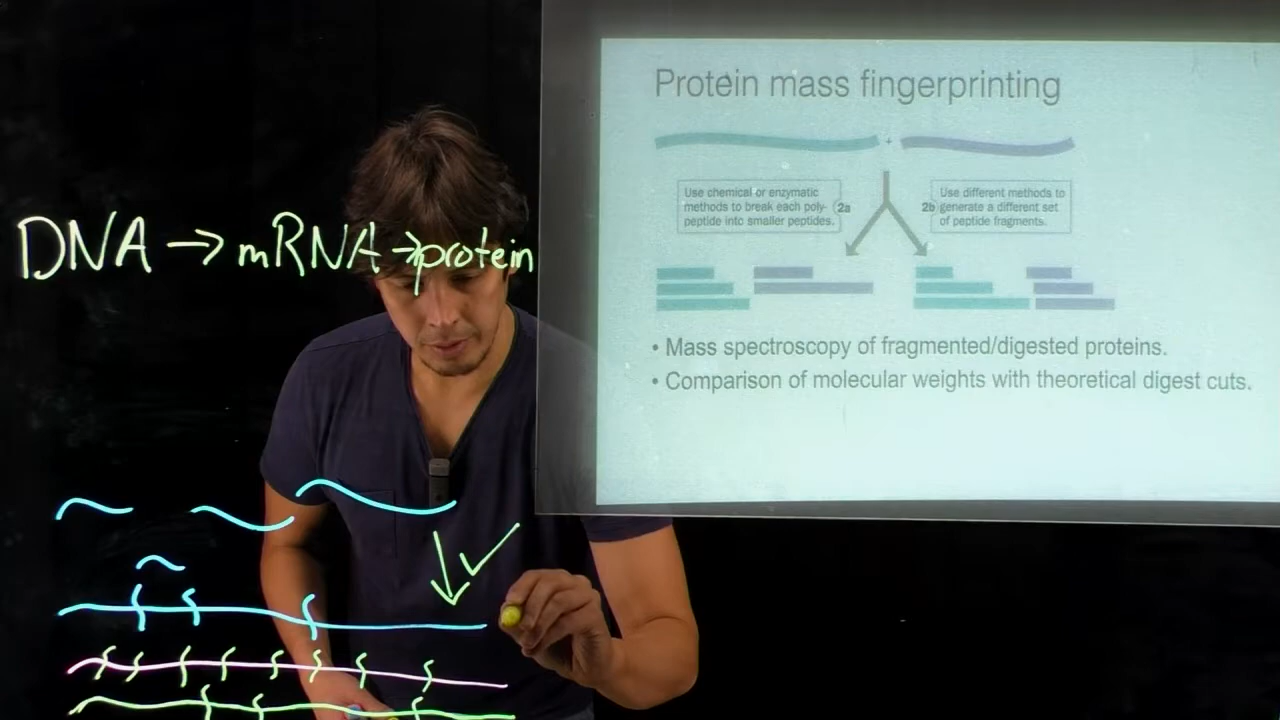 DNA → mRNA → protein
Protein mass fingerprinting
+
Use chemical or enzymatic
methods to break each poly-
peptide into smaller peptides.
2a
2b
Use different methods to
generate a different set
of peptide fragments.
• Mass spectroscopy of fragmented/digested proteins.
• Comparison of molecular weights with theoretical digest cuts.